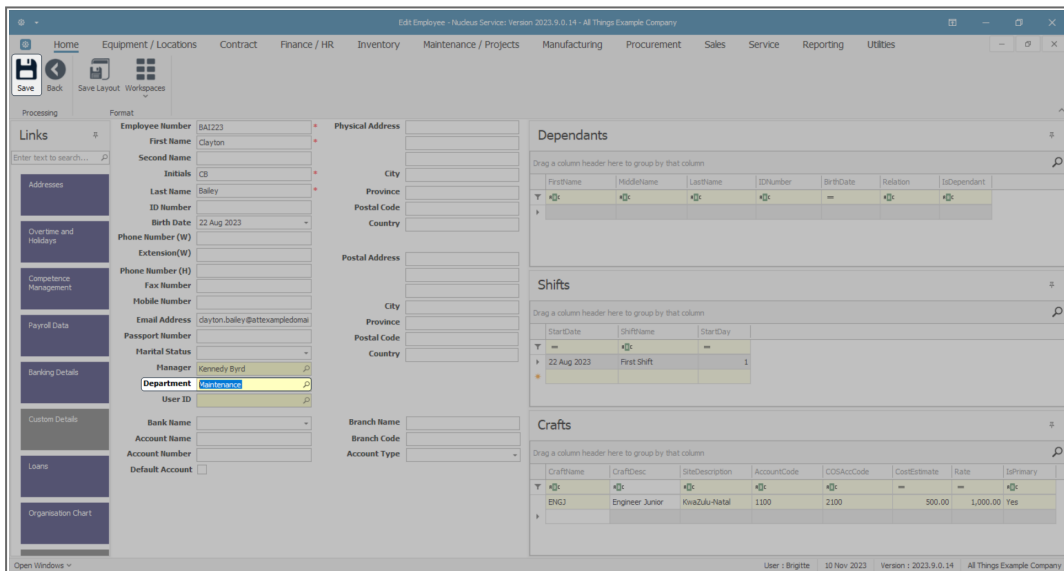 Edit Employee - Nucleus Service: Version 2023.9.0.14 - All Things Example Company
Home Equipment / Locations Contract Finance / HR Inventory Maintenance / Projects Manufacturing Procurement Sales Service Reporting Utilities
Save Back Save Layout Workspaces
Processing Format
Links
Enter text to search...
Addresses
Overtime and
Holidays
Competence
Management
Payroll Data
Banking Details
Custom Details
Loans
Organisation Chart
Employee Number BAI223 *
First Name Clayton *
Second Name
Initials CB *
Last Name Bailey *
ID Number
Birth Date 22 Aug 2023
Phone Number (W)
Extension(W)
Phone Number (H)
Fax Number
Mobile Number
Email Address clayton.bailey@attexampledomai
Passport Number
Marital Status
Manager Kennedy Byrd
Department Maintenance
User ID
Bank Name
Account Name
Account Number
Default Account
Physical Address
City
Province
Postal Code
Country
Postal Address
City
Province
Postal Code
Country
Branch Name
Branch Code
Account Type
Dependants
Drag a column header here to group by that column
FirstName MiddleName LastName IDNumber BirthDate Relation IsDependant
Shifts
Drag a column header here to group by that column
StartDate ShiftName StartDay
22 Aug 2023 First Shift 1
Crafts
Drag a column header here to group by that column
CraftName CraftDesc SiteDescription AccountCode COSAccCode CostEstimate Rate IsPrimary
ENGJ Engineer Junior KwaZulu-Natal 1100 2100 500.00 1,000.00 Yes
Open Windows User : Brigitte 10 Nov 2023 Version : 2023.9.0.14 All Things Example Company